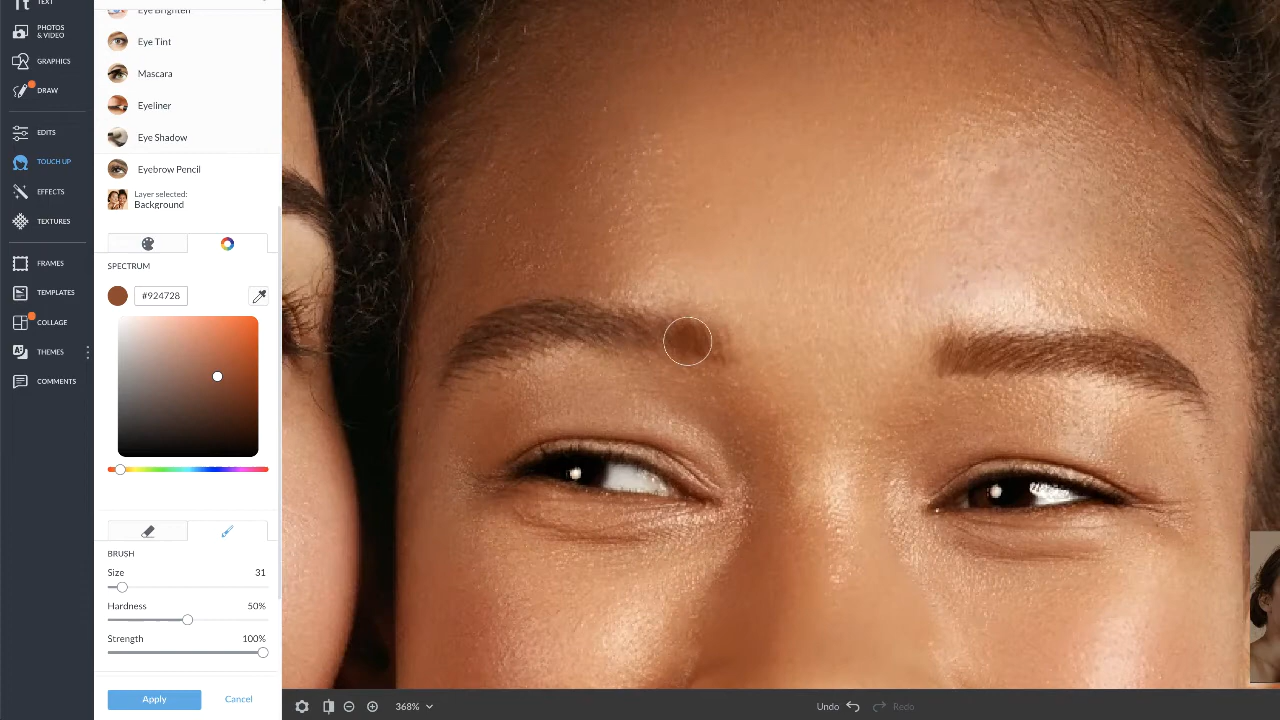 TEXT
PHOTOS
& VIDEO
GRAPHICS
DRAW
EDITS
TOUCH UP
EFFECTS
TEXTURES
FRAMES
TEMPLATES
COLLAGE
THEMES
COMMENTS
Eye Brighten
Eye Tint
Mascara
Eyeliner
Eye Shadow
Eyebrow Pencil
Layer selected:
Background
SPECTRUM
#924728
BRUSH
Size 31
Hardness 50%
Strength 100%
Apply Cancel
368%
Undo Redo